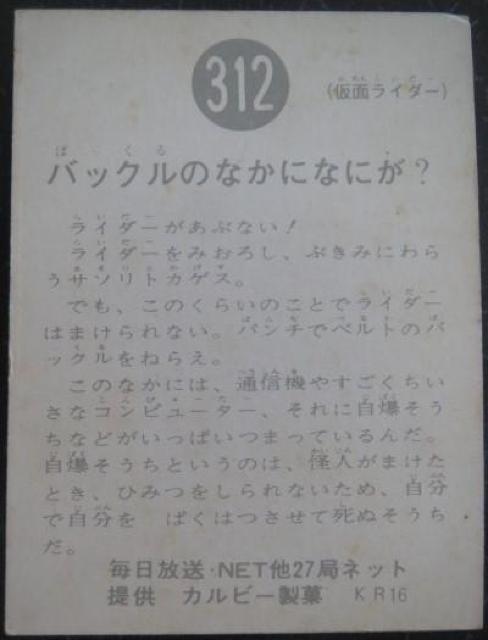 312
(仮面ライダー)
バックルのなかになにが?
ライダーがあぶない!
ライダーをみおろし、ぶきみにわら
うサソリトカゲス。
でも、このくらいのことでライダー
はまけられない。パンチでベルトのバ
ックルをねらえ。
このなかには、通信機やすごくちい
さなコンピューター、それに自爆そう
ちなどがいっぱいつまっているんだ。
自爆そうちというのは、怪人がまけた
とき、ひみつをしられないため、自分
で自分を ばくはつさせて死ぬそうち
だ。
毎日放送・NET他27局ネット
提供 カルビー製菓 KR16